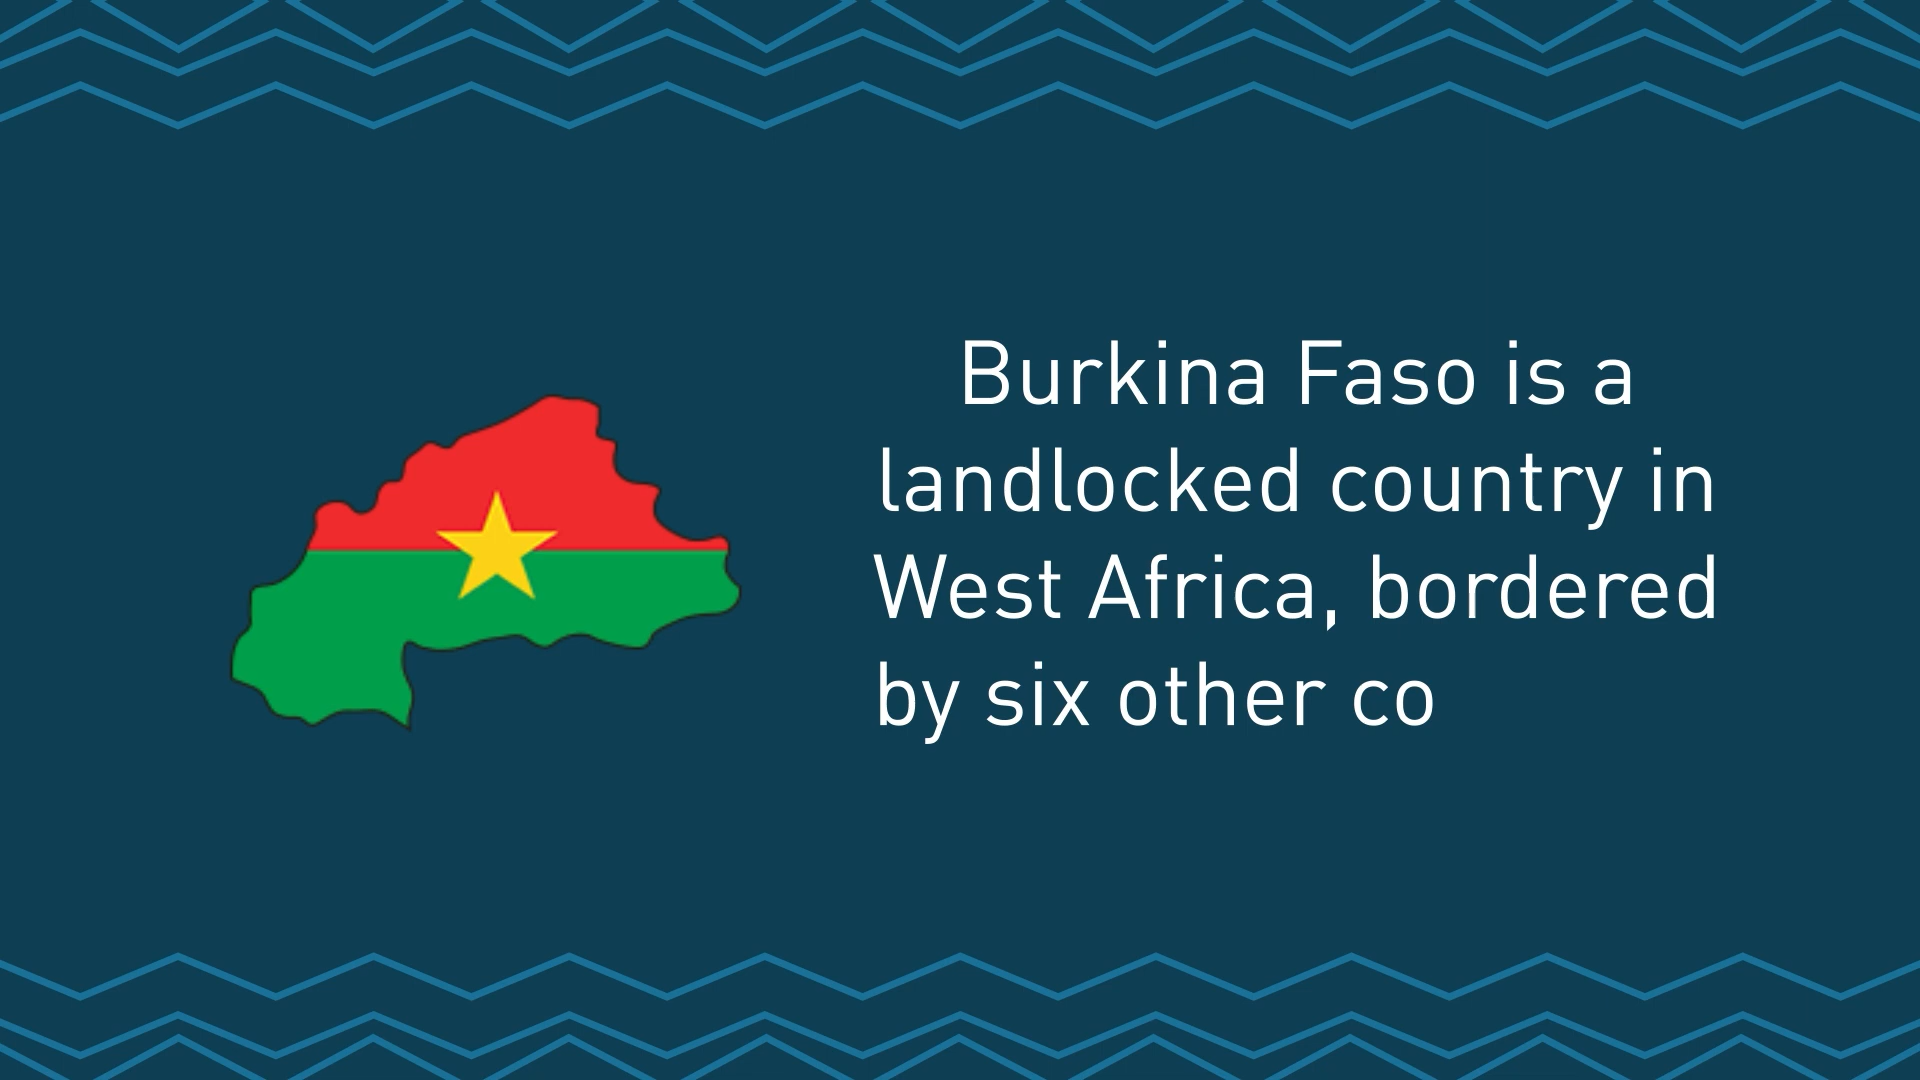 Burkina Faso is a
landlocked country in
West Africa, bordered
by six other co